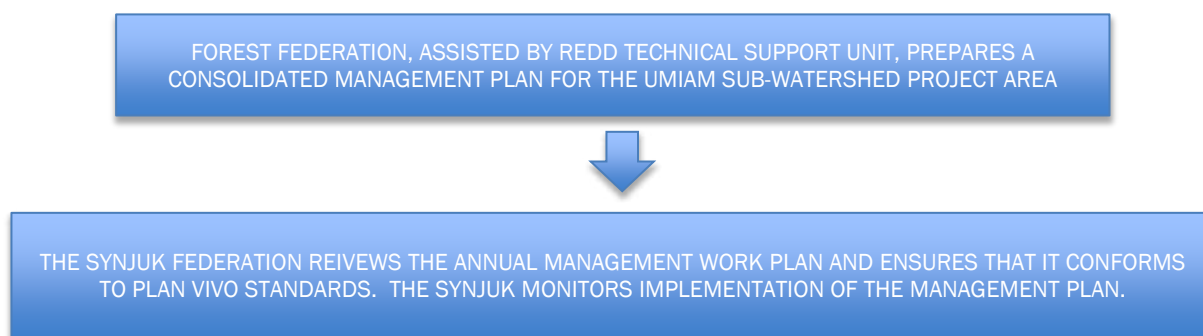 FOREST FEDERATION, ASSISTED BY REDD TECHNICAL SUPPORT UNIT, PREPARES A
CONSOLIDATED MANAGEMENT PLAN FOR THE UMIAM SUB-WATERSHED PROJECT AREA
THE SYNJUK FEDERATION REIVEWS THE ANNUAL MANAGEMENT WORK PLAN AND ENSURES THAT IT CONFORMS
TO PLAN VIVO STANDARDS. THE SYNJUK MONITORS IMPLEMENTATION OF THE MANAGEMENT PLAN.